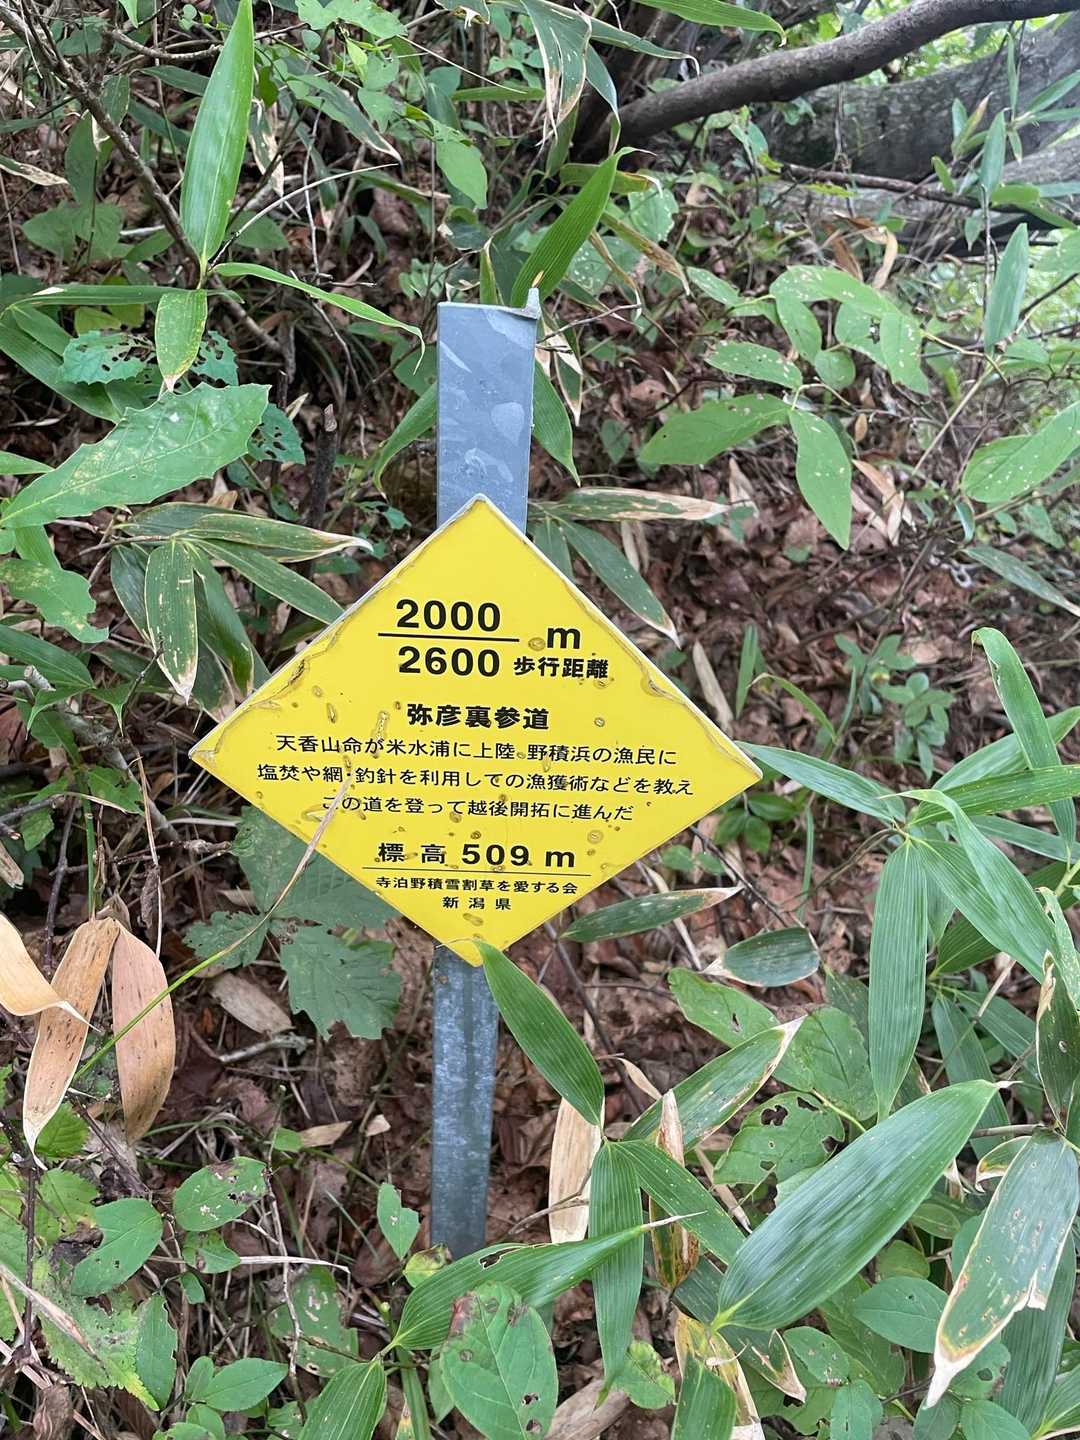 2000
2600 m
歩行距離
弥彦裏参道
天香山命が米水浦に上陸 野積浜の漁民に
塩焚や網・釣針を利用しての漁獲術などを教え
この道を登って越後開拓に進んだ
標高 509 m
寺泊野積雪割草を愛する会
新潟県